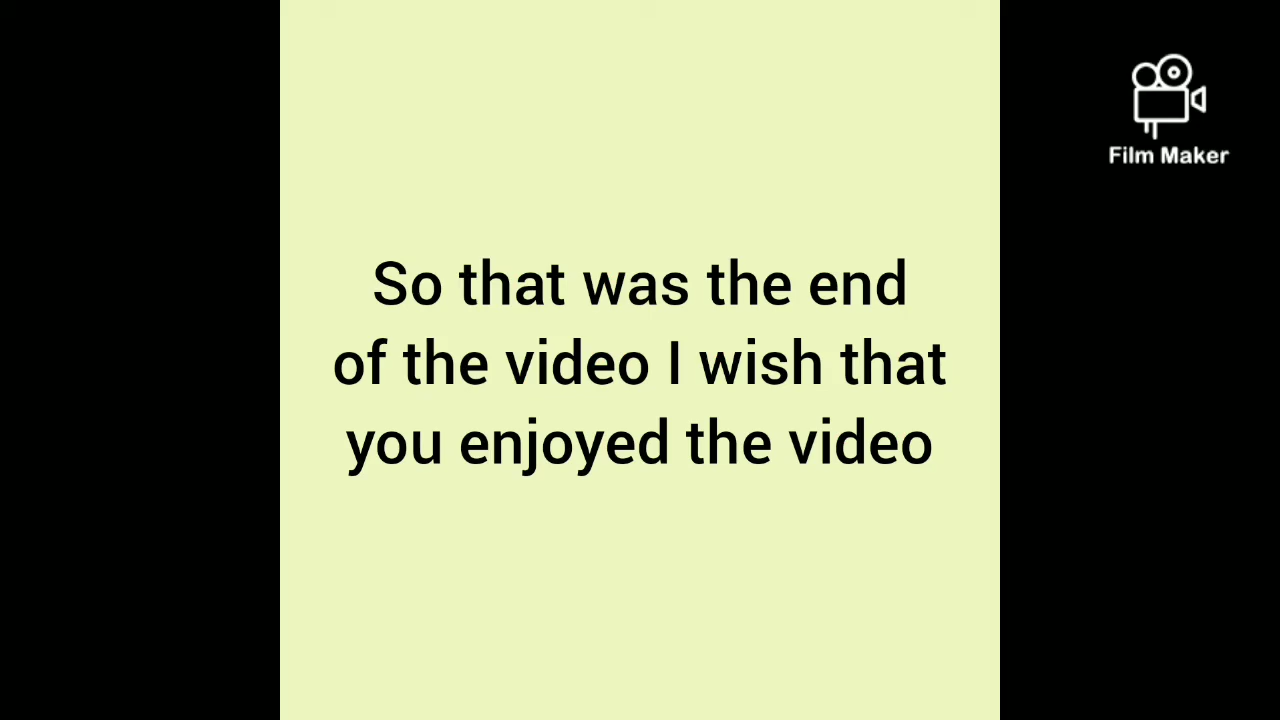 Film Maker
So that was the end
of the video I wish that
you enjoyed the video